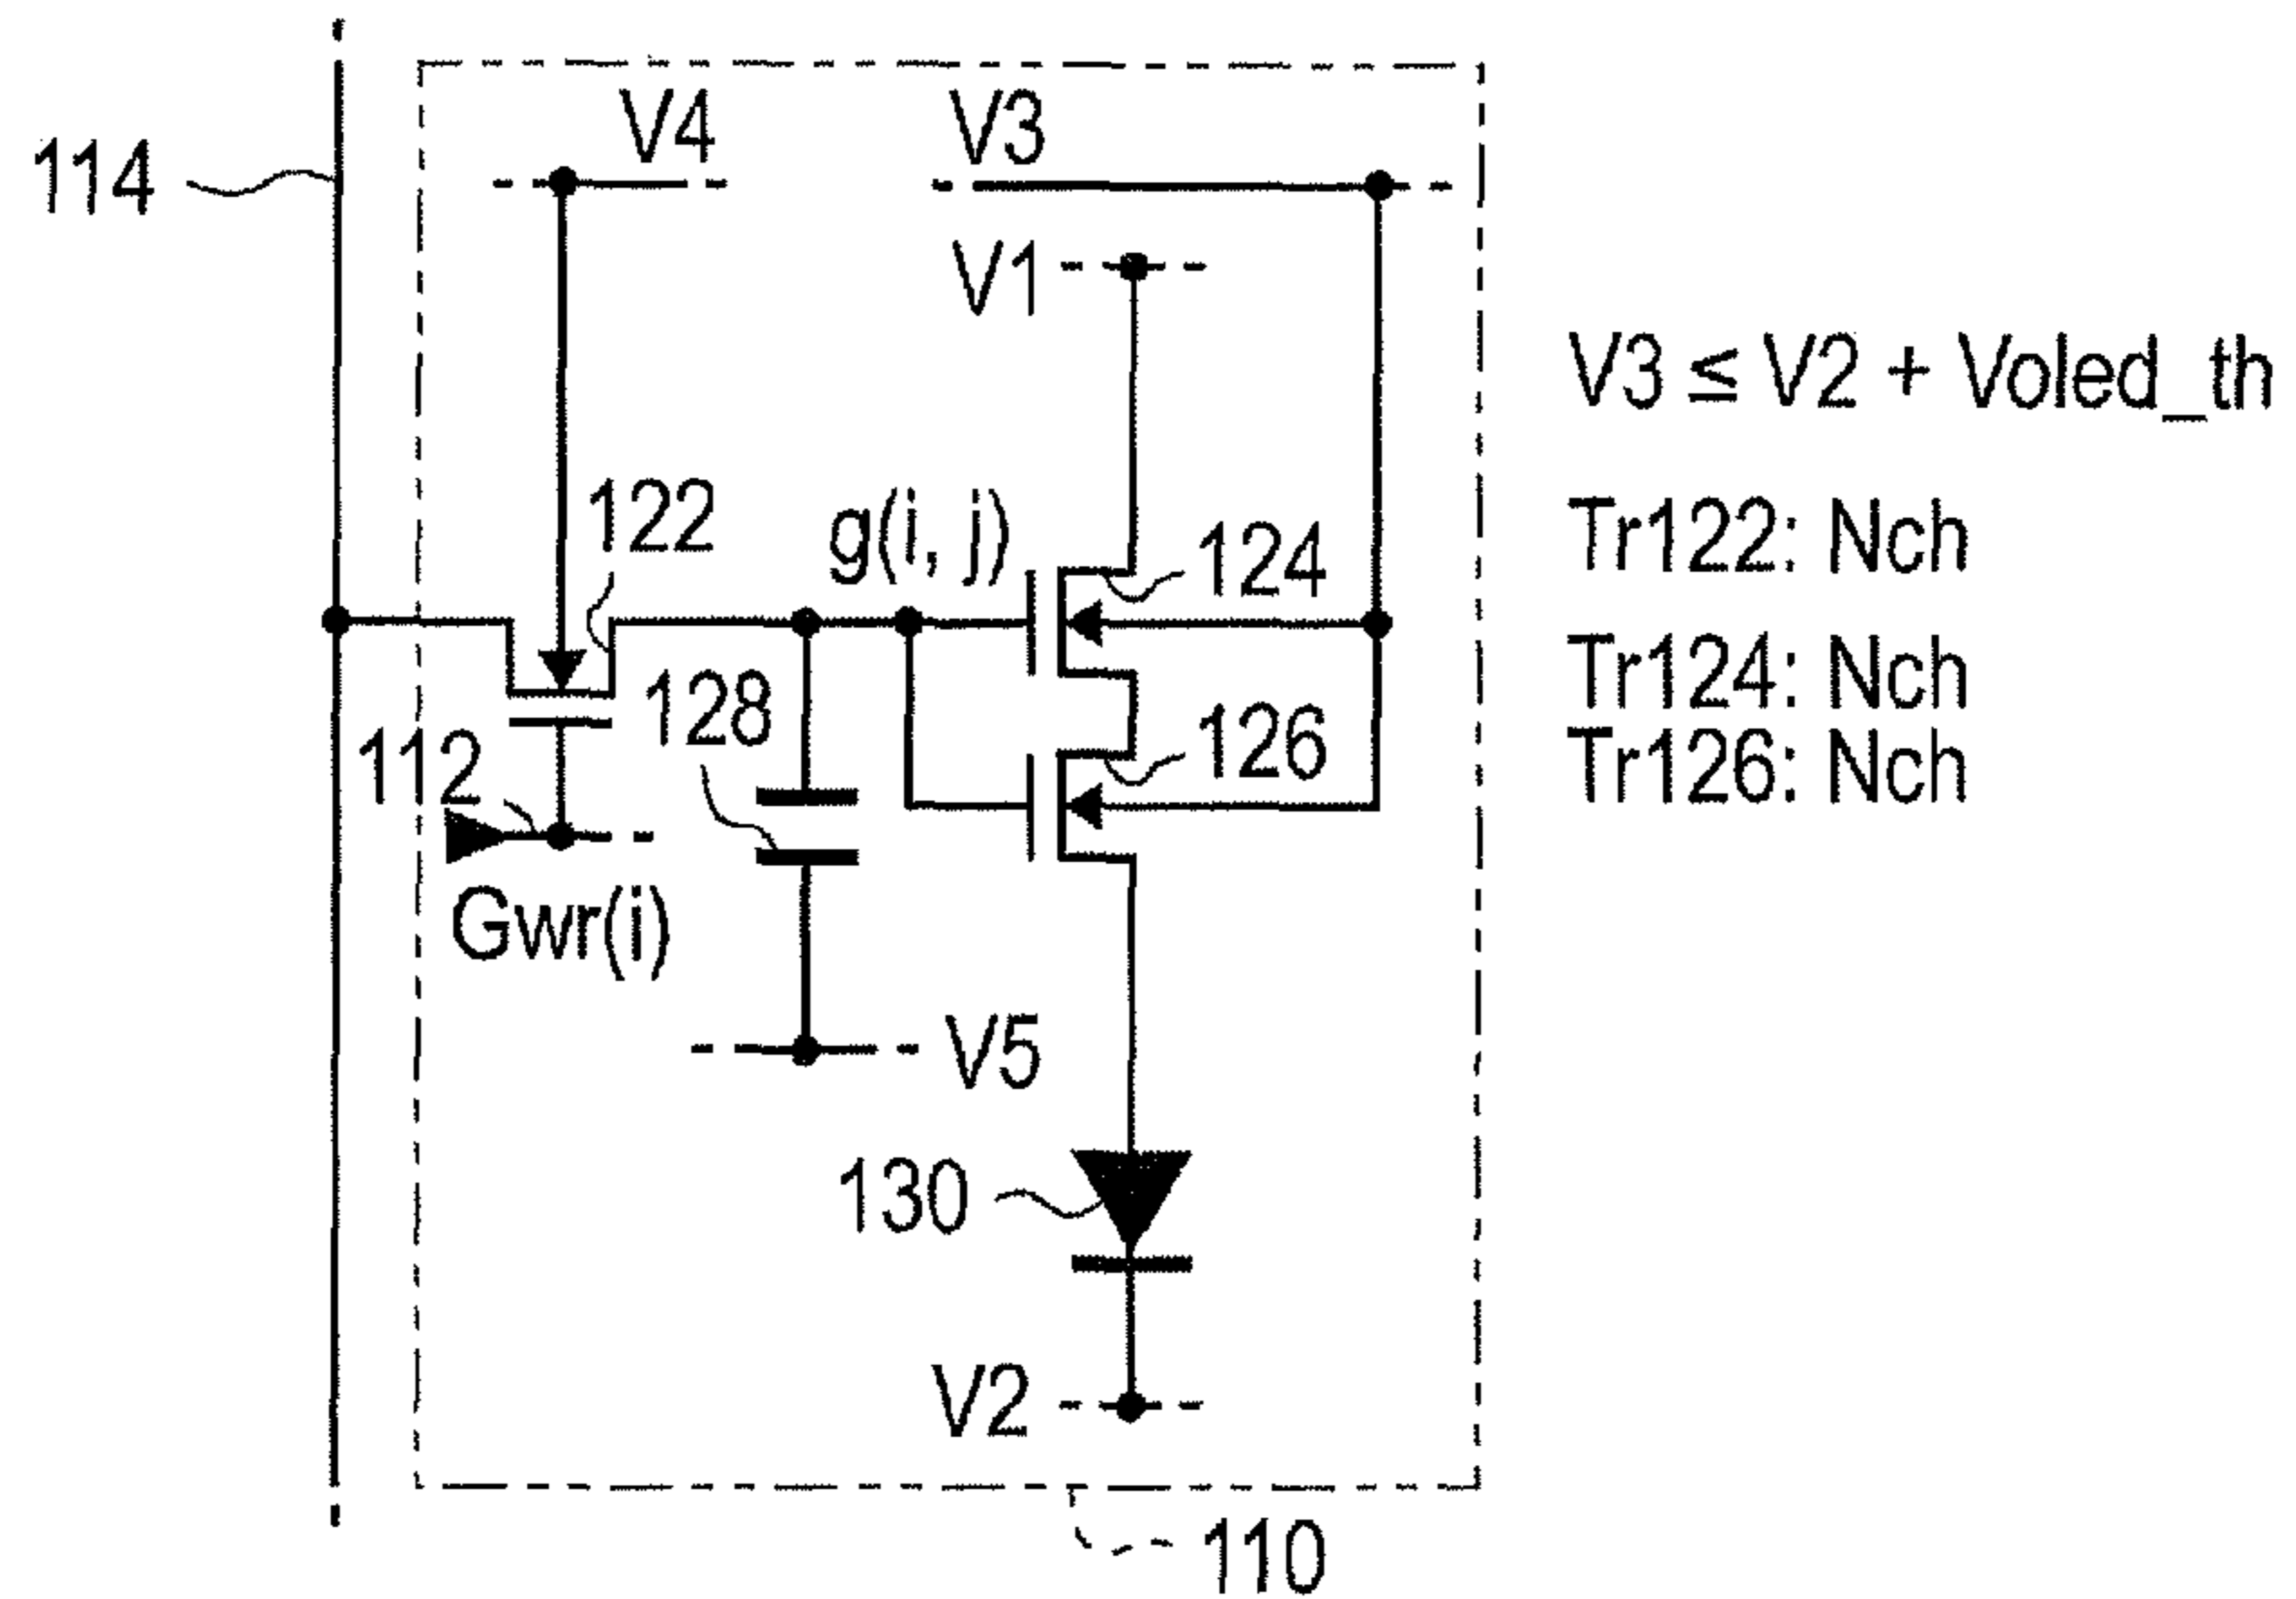 114
V4
V3
V1
V3 ≤ V2 + Voled_th
122
g(i, j)
124
Tr122: Nch
128
126
Tr124: Nch
112
Tr126: Nch
Gwr(i)
V5
130
V2
110